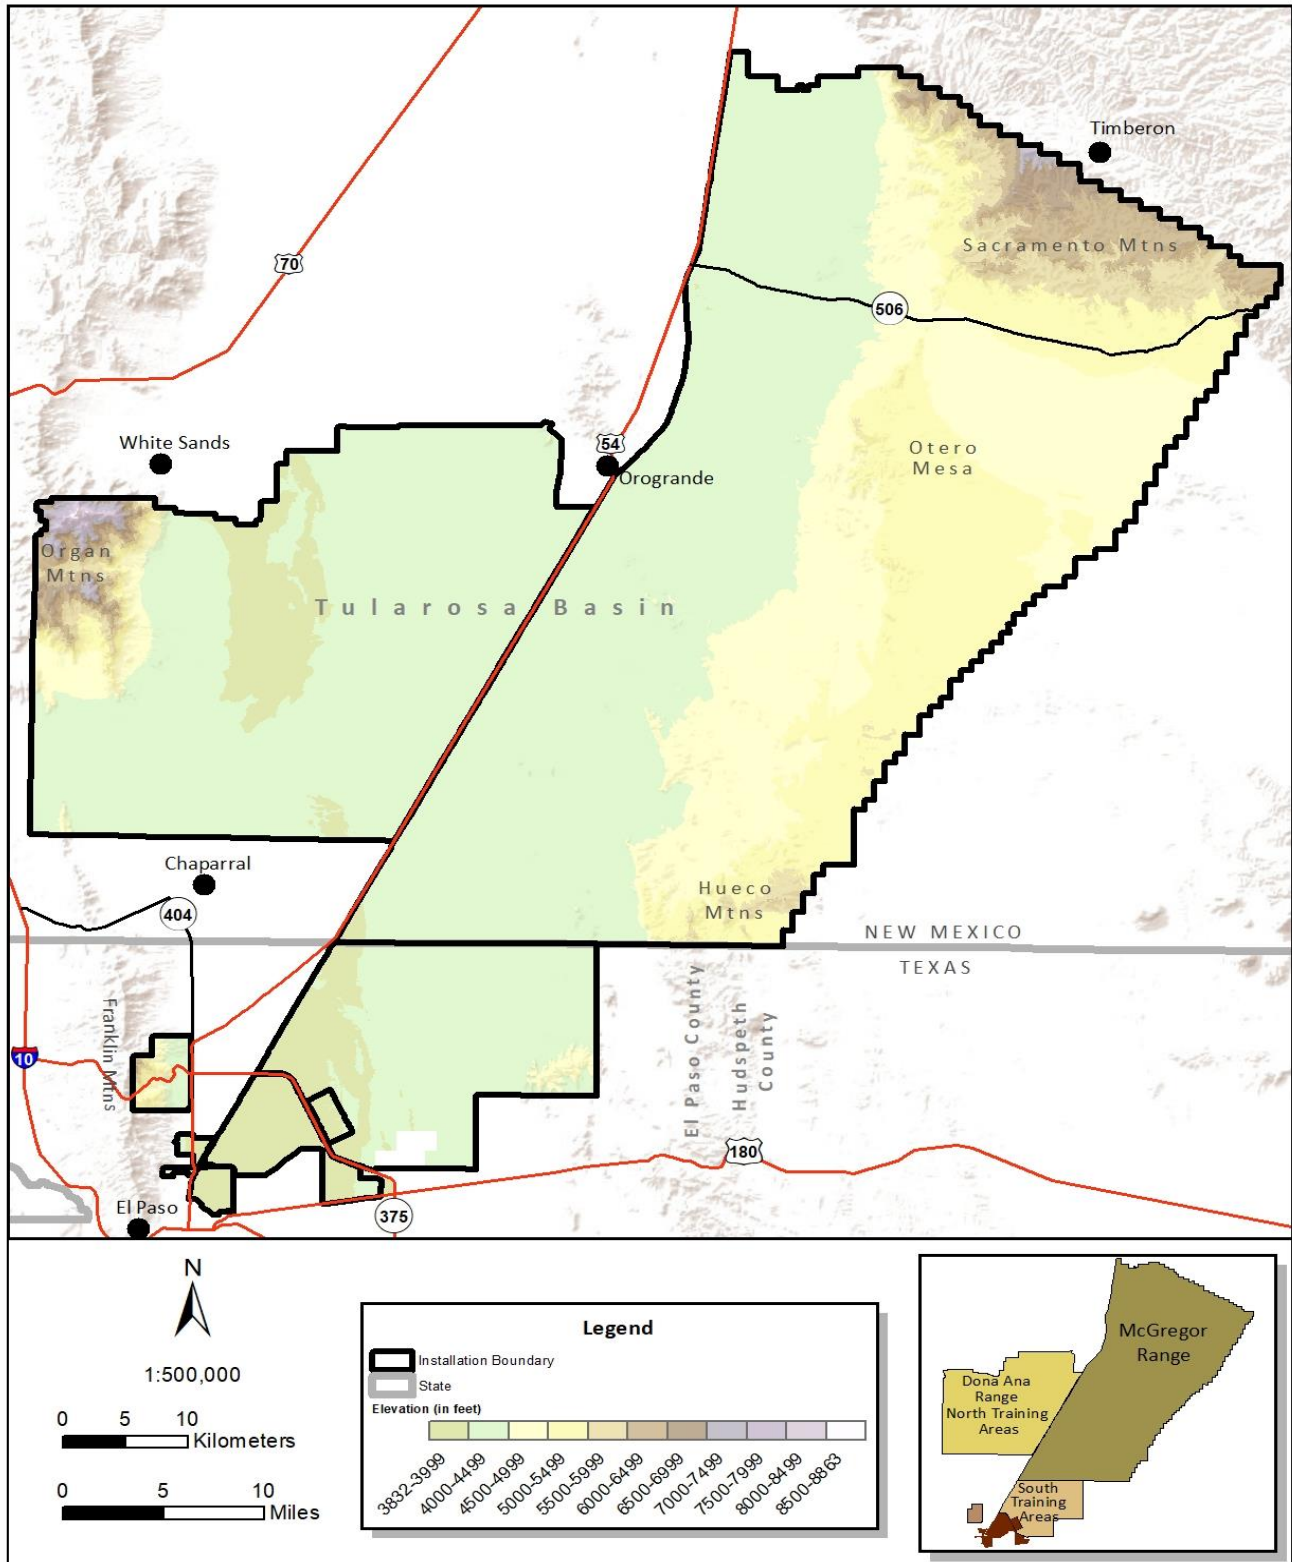 Timberon
Sacramento Mtns
70
506
White Sands
54
Orogrande
Otero
Mesa
Organ
Mtns
Tularosa Basin
Chaparral
404
Hueco
Mtns
NEW MEXICO
TEXAS
Franklin Mtns
El Paso County
Hudspeth
County
10
180
El Paso
375
N
1:500,000
0 5 10
Kilometers
0 5 10
Miles
Legend
Installation Boundary
State
Elevation (in feet)
3832-3999
4000-4499
4500-4999
5000-5499
5500-5999
6000-6499
6500-6999
7000-7499
7500-7999
8000-8499
8500-8863
McGregor
Range
Dona Ana
Range
North Training
Areas
South
Training
Areas